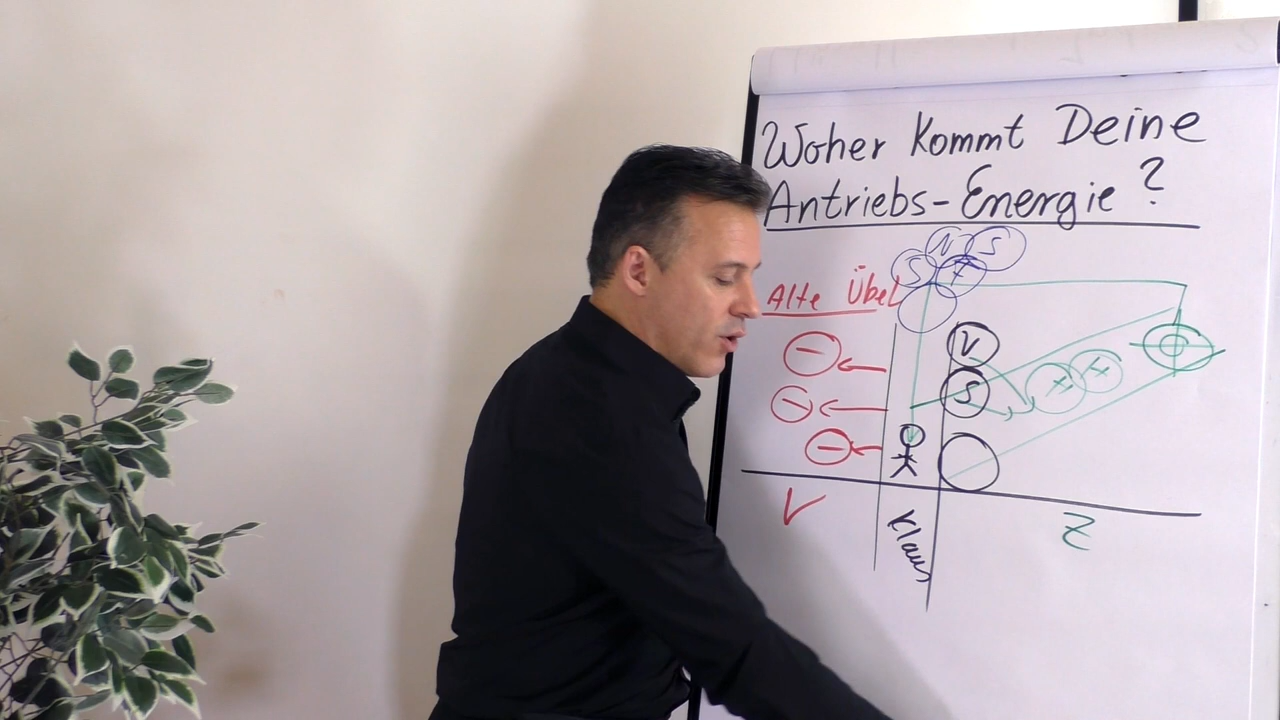 Woher kommt Deine
Antriebs-Energie?
N S
S
Alte Übel
V
- S + +
-
-
V Z
Klaus